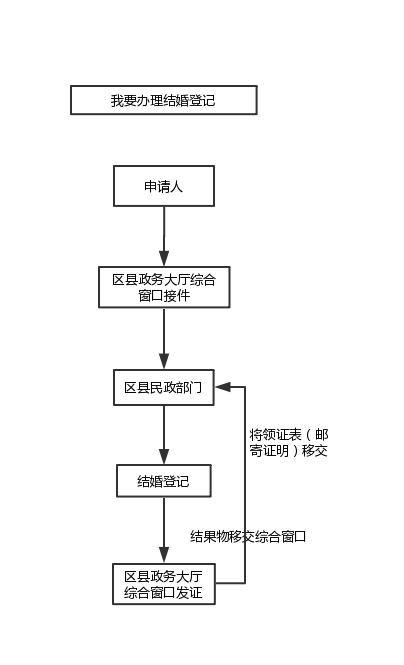 我要办理结婚登记
申请人
区县政务大厅综合
窗口接件
区县民政部门
将领证表（邮
寄证明）移交
结婚登记
结果物移交综合窗口
区县政务大厅
综合窗口发证